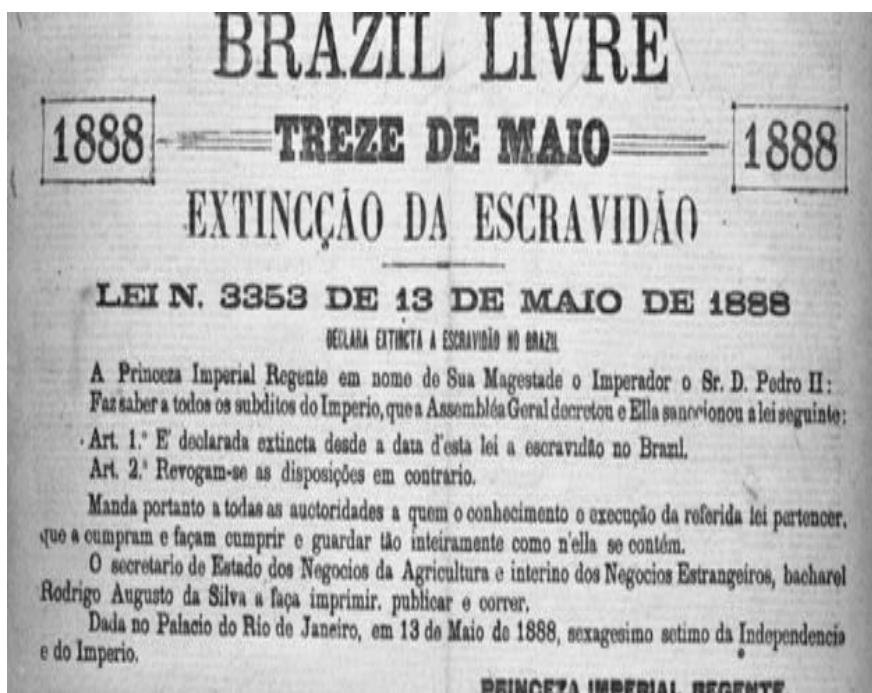 BRAZIL LIVRE
1888 TREZE DE MAIO 1888
EXTINCÇÃO DA ESCRAVIDÃO
LEI N. 3353 DE 13 DE MAIO DE 1888
DECLARA EXTINCTA A ESCRAVIDÃO NO BRAZIL
A Princeza Imperial Regente em nome de Sua Magestade o Imperador o Sr. D. Pedro II:
Faz saber a todos os subditos do Imperio, que a Assembléa Geral decretou e Ella sanccionou a lei seguinte:
Art. 1.º E' declarada extincta desde a data d'esta lei a escravidão no Brazil.
Art. 2.º Revogam-se as disposições em contrario.
Manda portanto a todas as auctoridades a quem o conhecimento e execução da referida lei pertencer,
que a cumpram e façam cumprir e guardar tão inteiramente como n'ella se contém.
O secretario de Estado dos Negocios da Agricultura e interino dos Negocios Estrangeiros, bacharel
Rodrigo Augusto da Silva a faça imprimir, publicar e correr.
Dada no Palacio do Rio de Janeiro, em 13 de Maio de 1888, sexagesimo setimo da Independencia
e do Imperio.
PRINCEZA IMPERIAL REGENTE